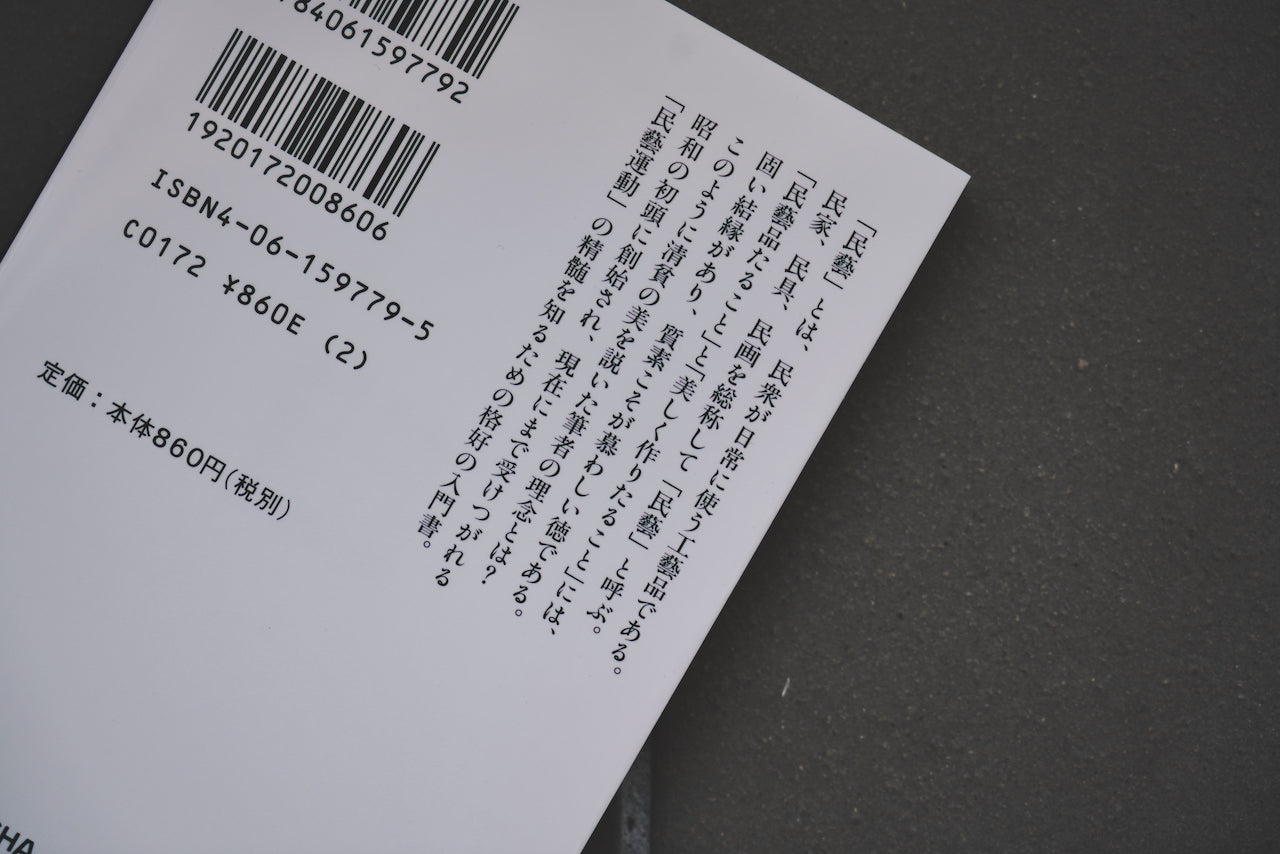 784061597792
1920172008606
ISBN4-06-159779-5
C0172 ¥860E (2)
定価：本体860円(税別)
「民藝」とは、民衆が日常に使う工藝品である。
民家、民具、民画を総称して「民藝」と呼ぶ。
「民藝品たること」と「美しく作りたること」には、
固い結縁があり、質素こそが慕わしい徳である。
このように清貧の美を説いた筆者の理念とは？
昭和の初頭に創始され、現在にまで受けつがれる
「民藝運動」の精髄を知るための格好の入門書。
HA